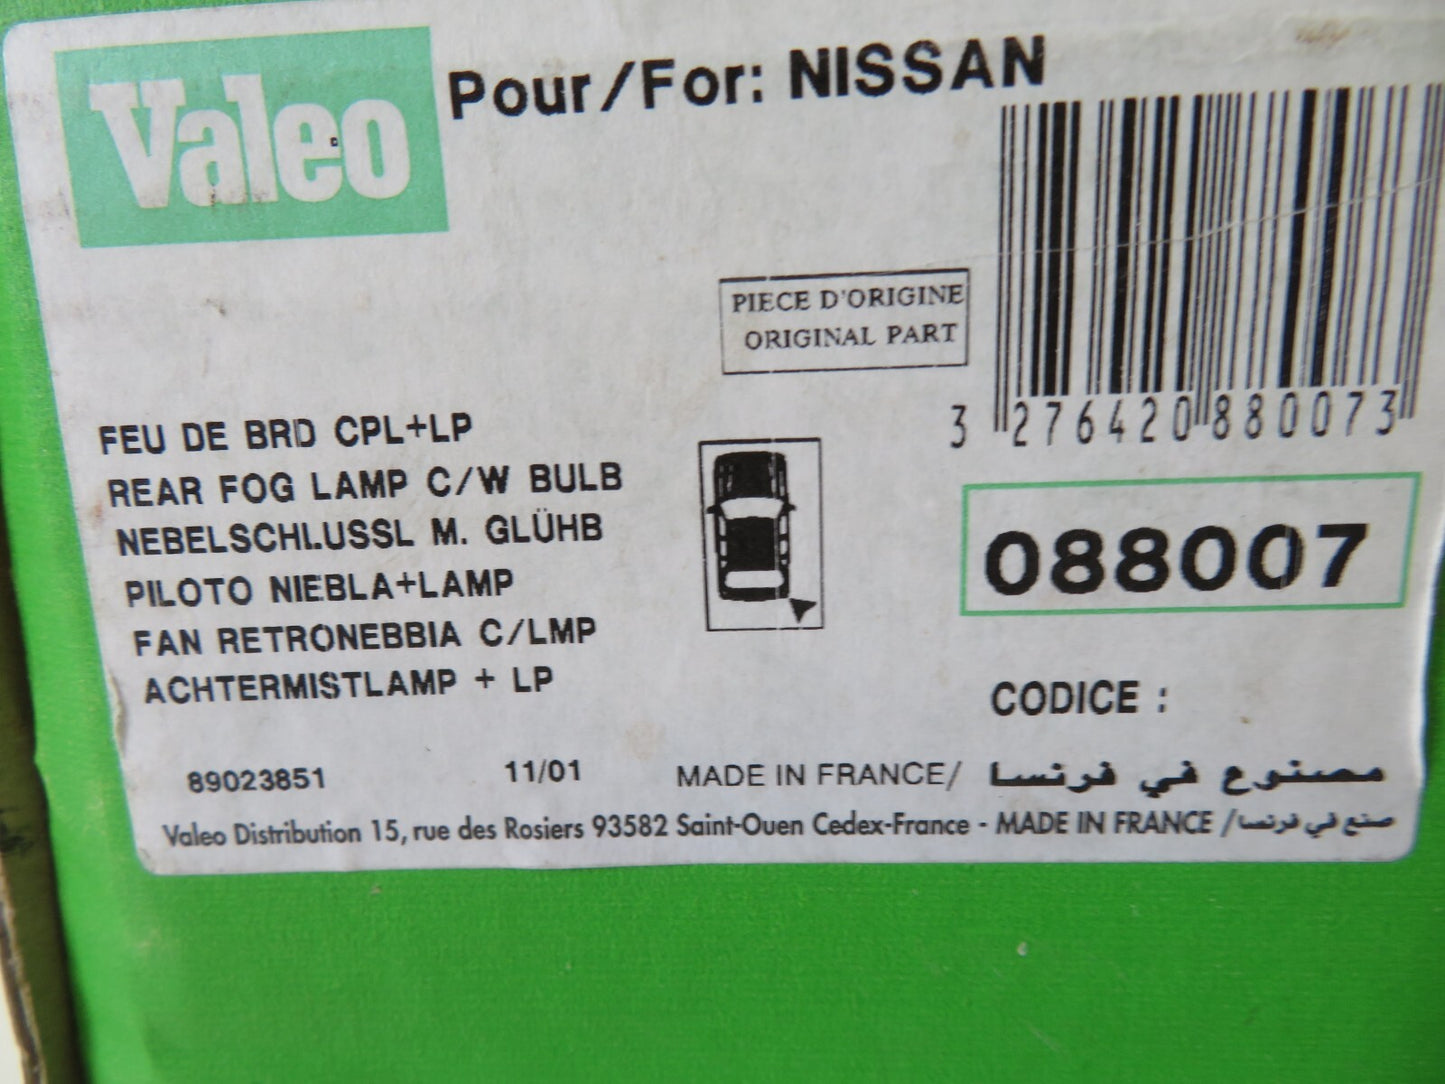 Valeo
Pour/For: NISSAN
PIECE D'ORIGINE
ORIGINAL PART
3 276420 880073
FEU DE BRD CPL+LP
REAR FOG LAMP C/W BULB
NEBELSCHLUSSL M. GLÜHB
PILOTO NIEBLA+LAMP
FAN RETRONEBBIA C/LMP
ACHTERMISTLAMP + LP
088007
CODICE :
89023851 11/01 MADE IN FRANCE/ مصنوع في فرنسا
Valeo Distribution 15, rue des Rosiers 93582 Saint-Ouen Cedex-France - MADE IN FRANCE / صنع في فرنسا